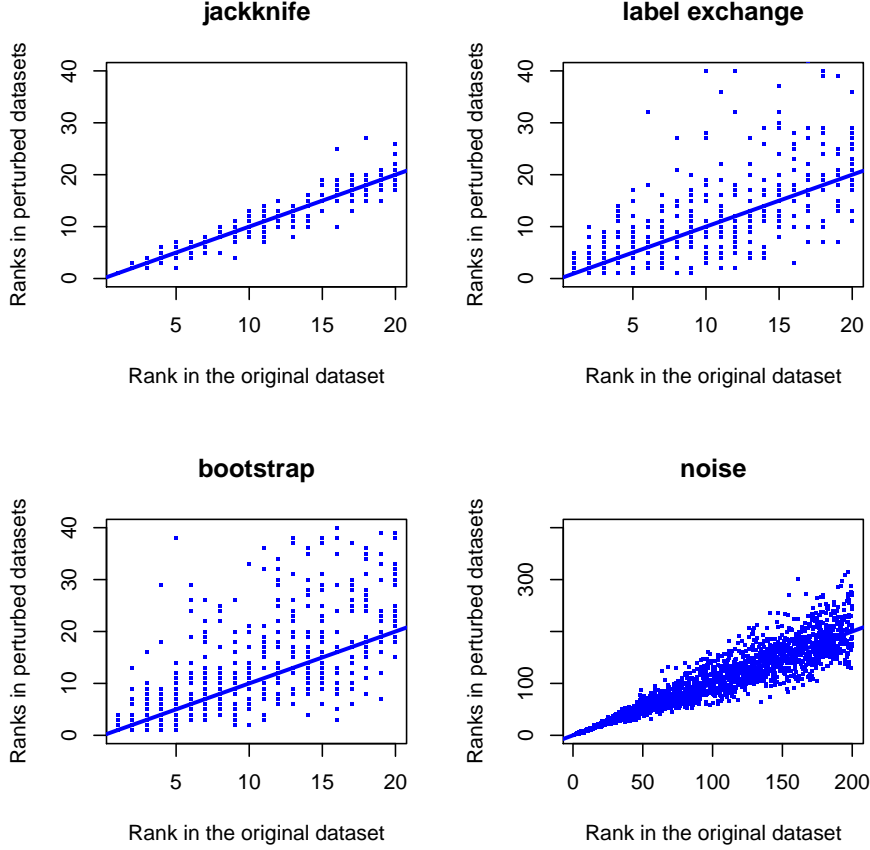 jackknife
Ranks in perturbed datasets
40
30
20
10
0
5 10 15 20
Rank in the original dataset
label exchange
Ranks in perturbed datasets
40
30
20
10
0
5 10 15 20
Rank in the original dataset
bootstrap
Ranks in perturbed datasets
40
30
20
10
0
5 10 15 20
Rank in the original dataset
noise
Ranks in perturbed datasets
300
100
0
0 50 100 150 200
Rank in the original dataset